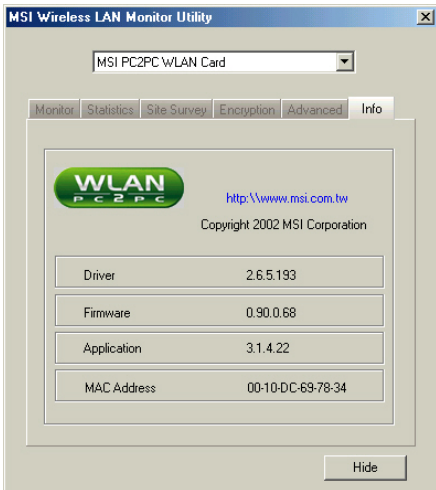 MSI Wireless LAN Monitor Utility
MSI PC2PC WLAN Card
Monitor Statistics Site Survey Encryption Advanced Info
WLAN
PC2PC
http:\\www.msi.com.tw
Copyright 2002 MSI Corporation
Driver 2.6.5.193
Firmware 0.90.0.68
Application 3.1.4.22
MAC Address 00-10-DC-69-78-34
Hide